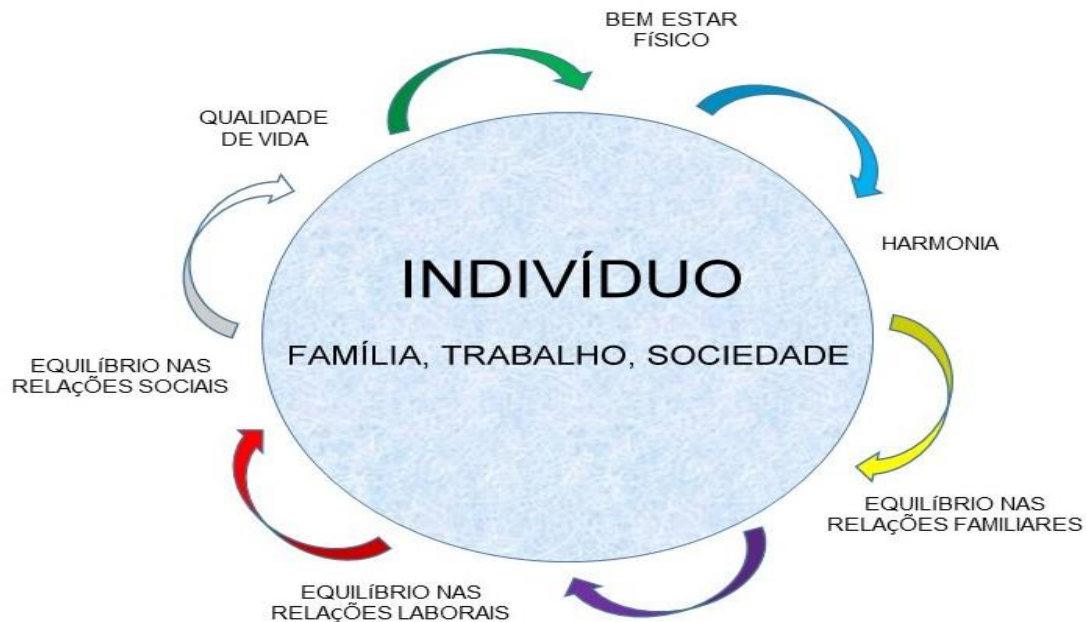 BEM ESTAR
FÍSICO
QUALIDADE
DE VIDA
HARMONIA
INDIVÍDUO
FAMÍLIA, TRABALHO, SOCIEDADE
EQUILÍBRIO NAS
RELAÇÕES SOCIAIS
EQUILÍBRIO NAS
RELAÇÕES FAMILIARES
EQUILÍBRIO NAS
RELAÇÕES LABORAIS